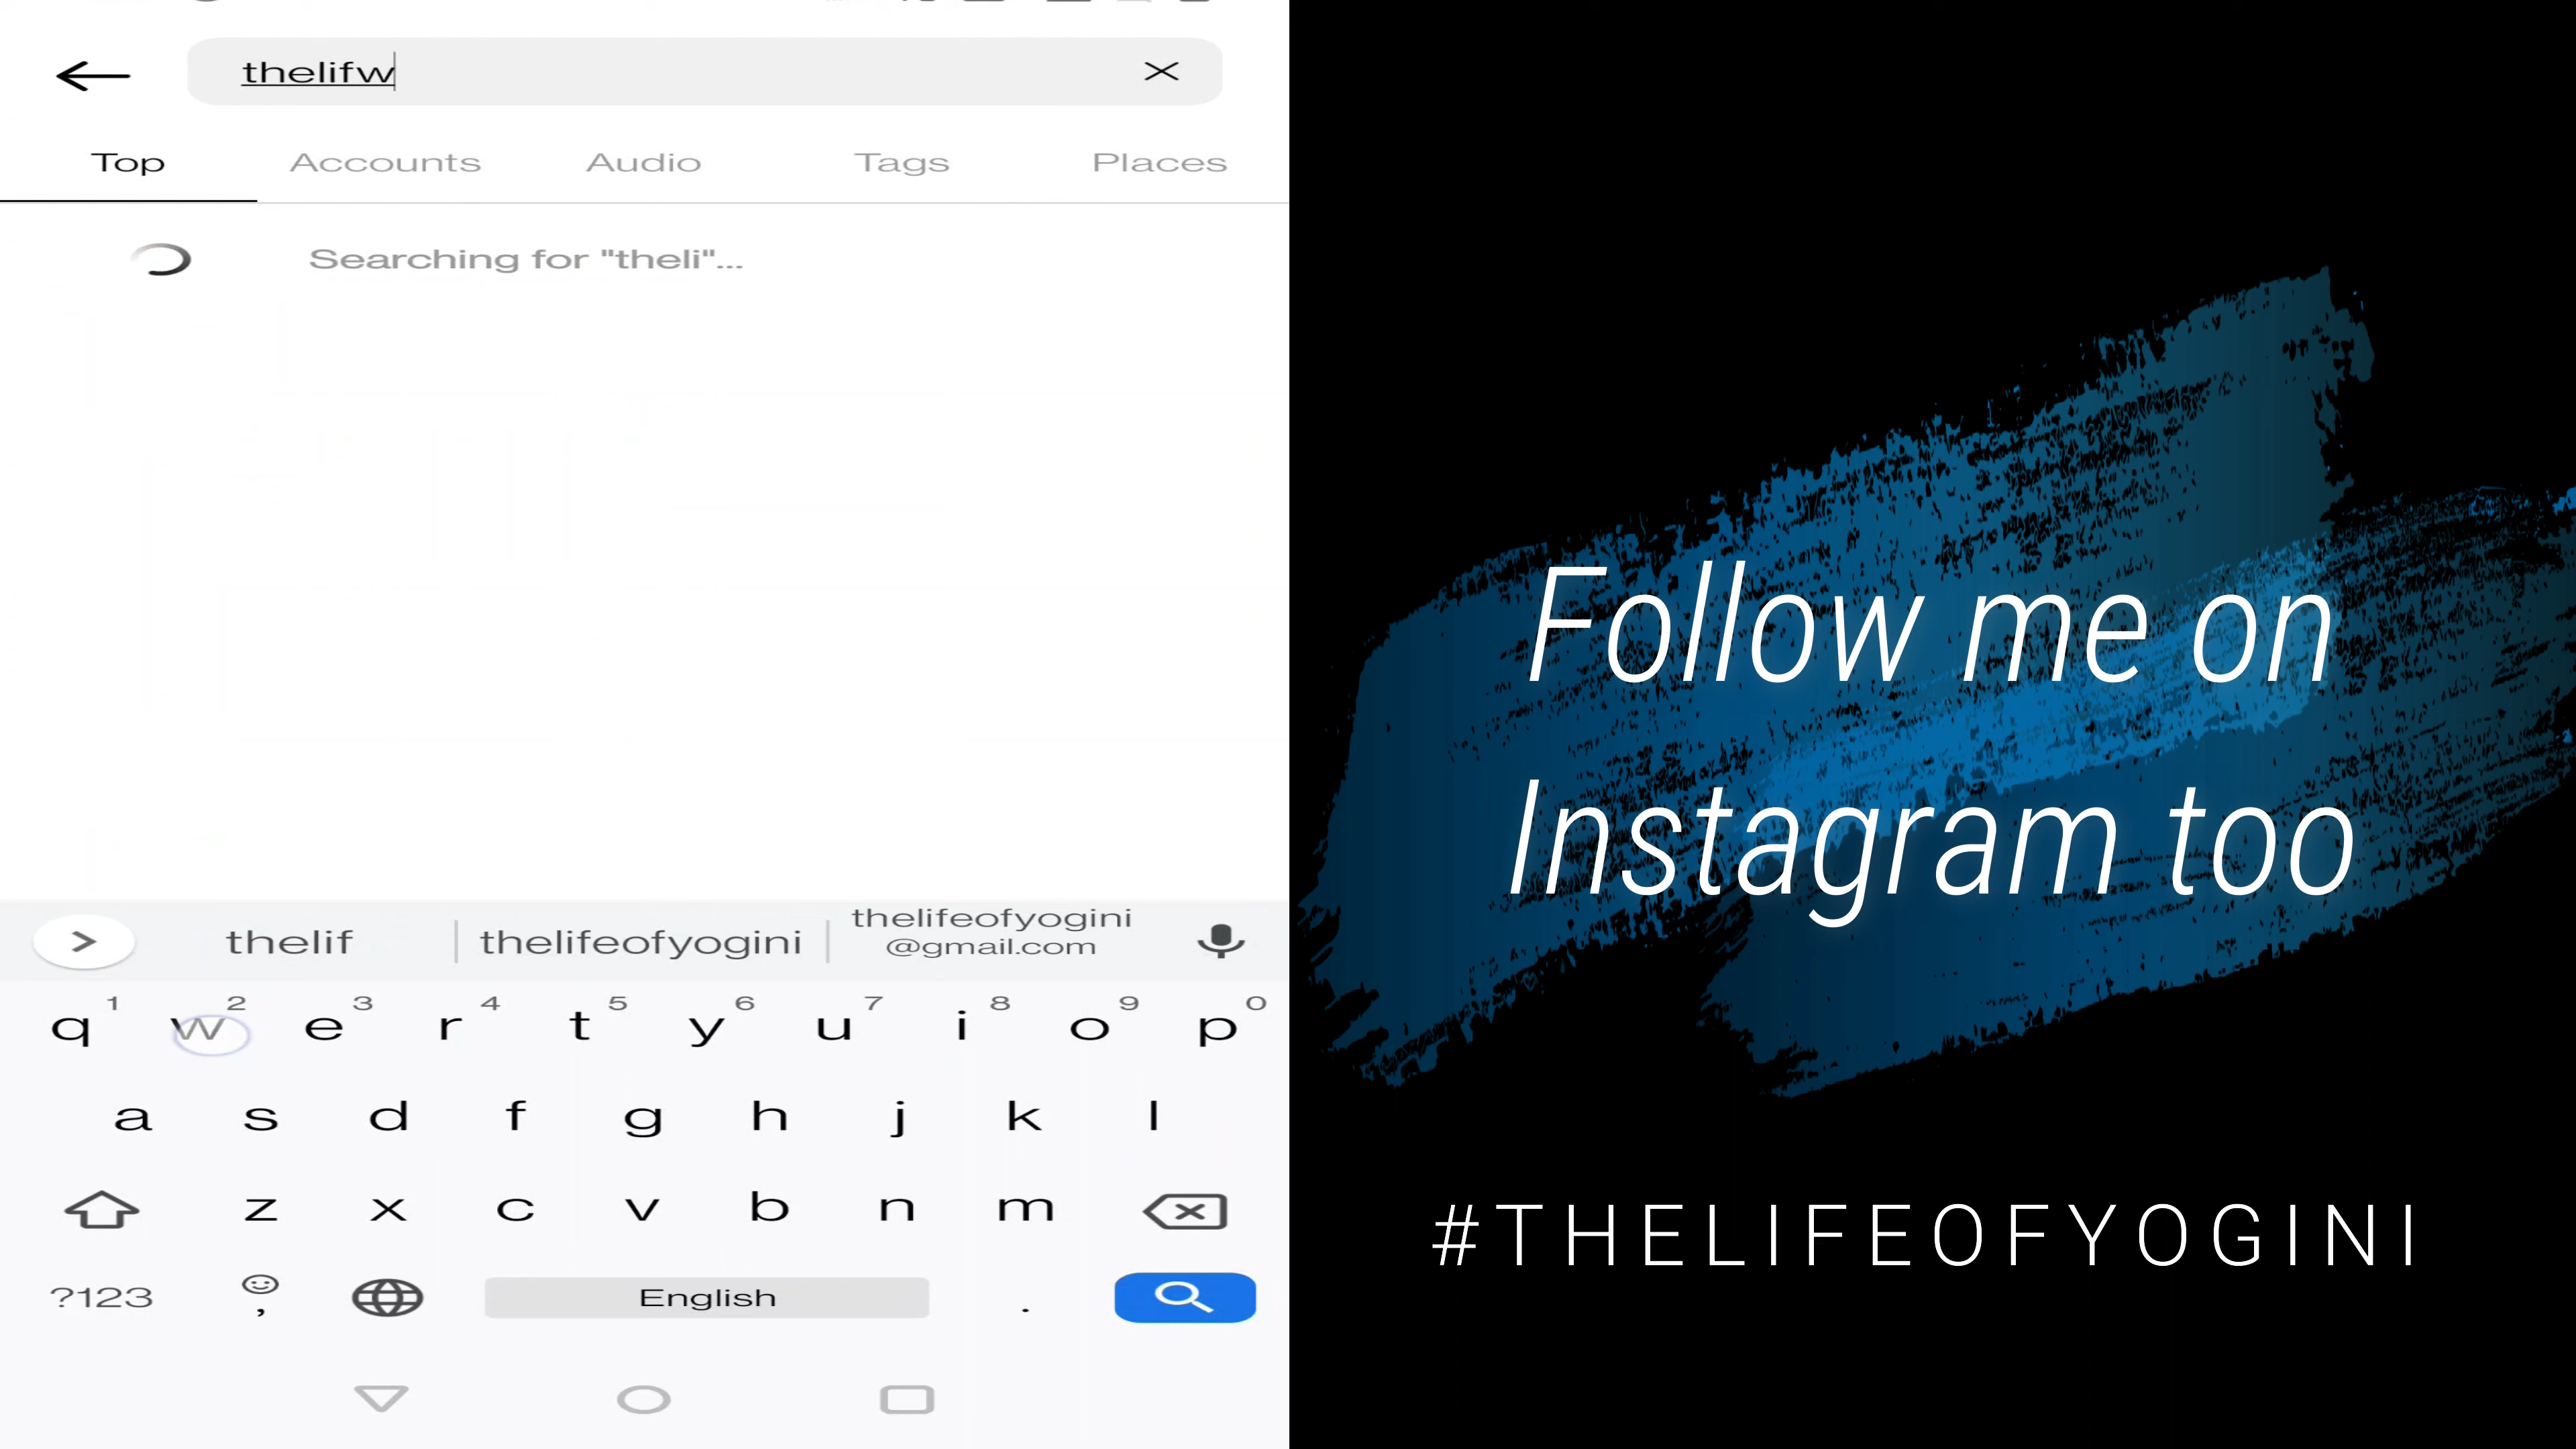 thelifw
Top Accounts Audio Tags Places
Searching for "theli"...
thelif thelifeofyogini thelifeofyogini
@gmail.com
1 2 3 4 5 6 7 8 9 0
q w e r t y u i o p
a s d f g h j k l
z x c v b n m
?123 , English .
Follow me on
Instagram too
#THELIFEOFYOGINI